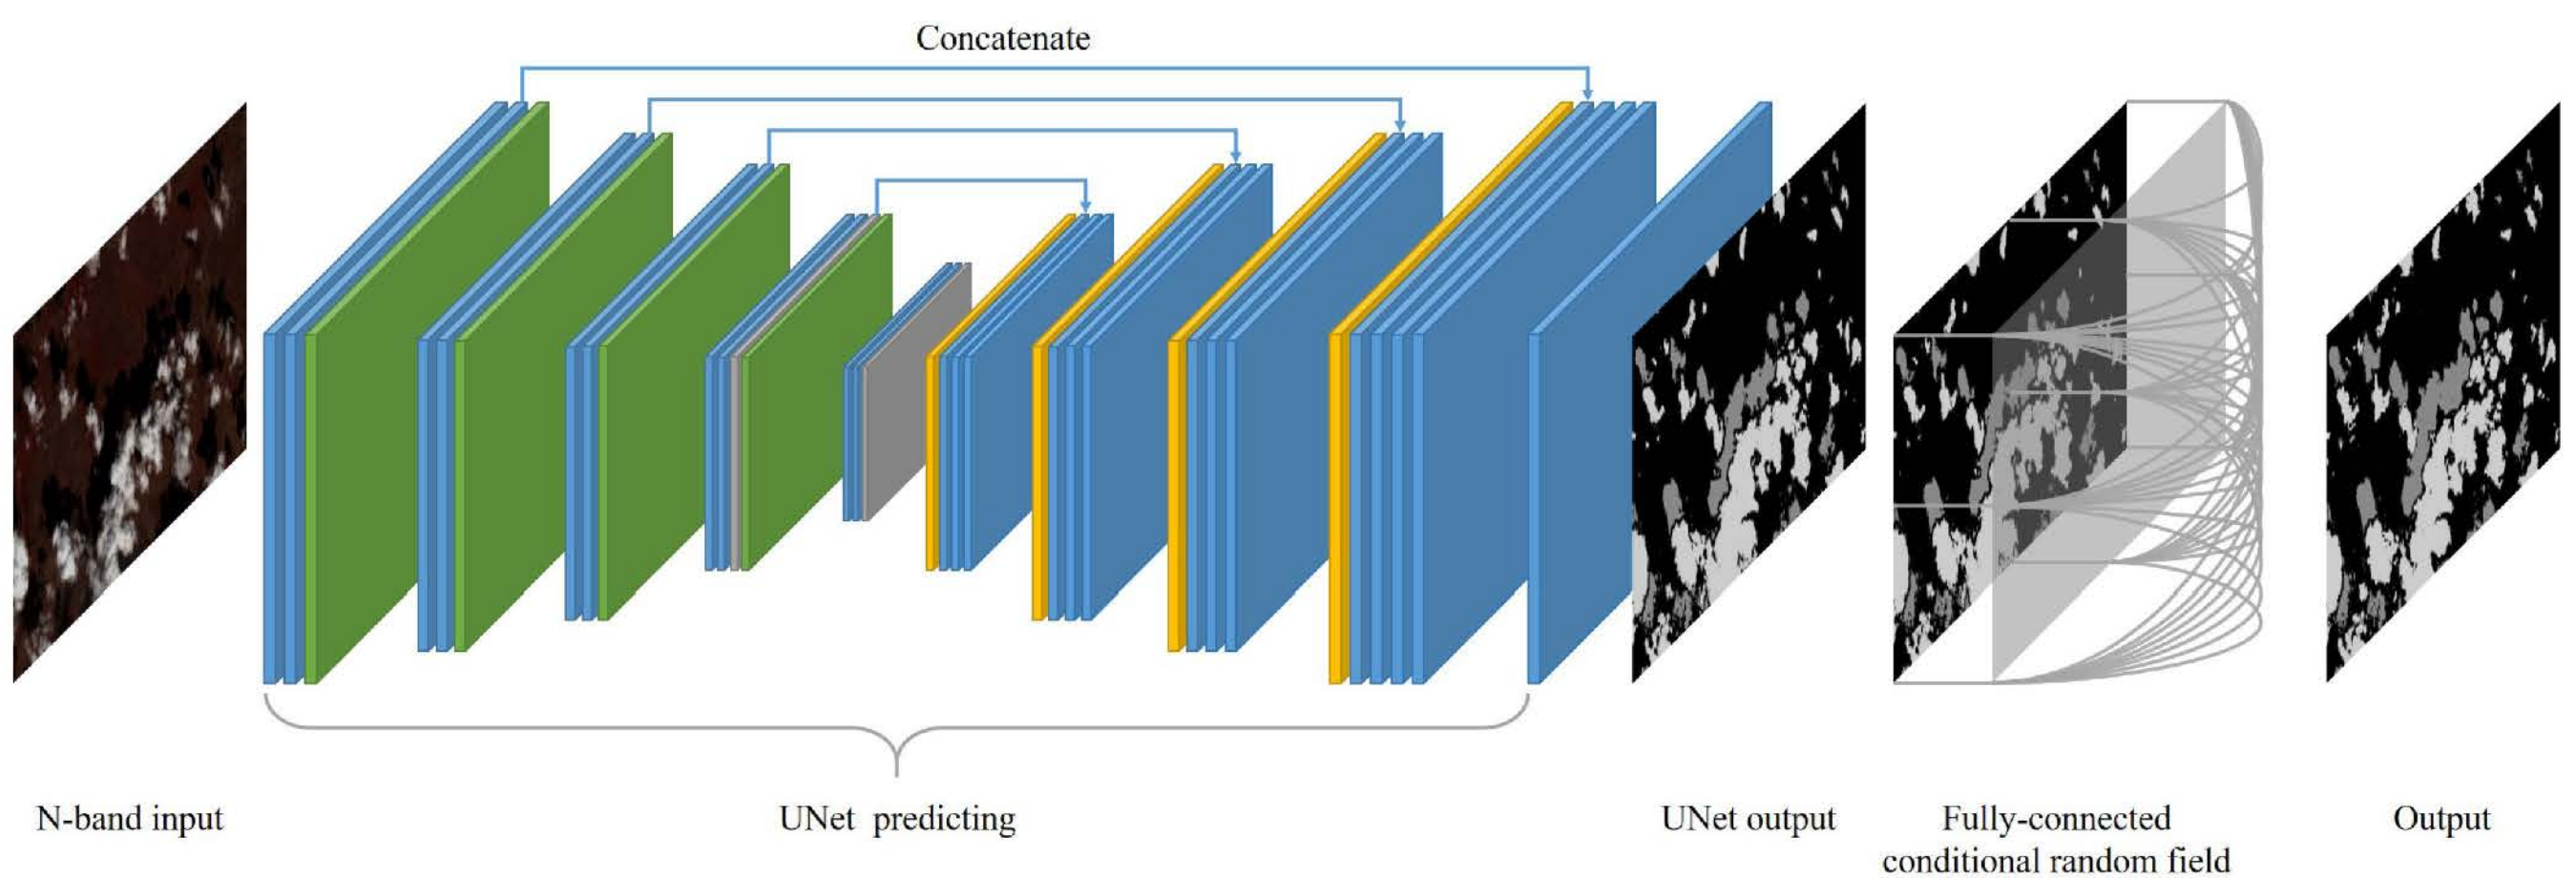 Concatenate
N-band input
UNet predicting
UNet output
Fully-connected
conditional random field
Output